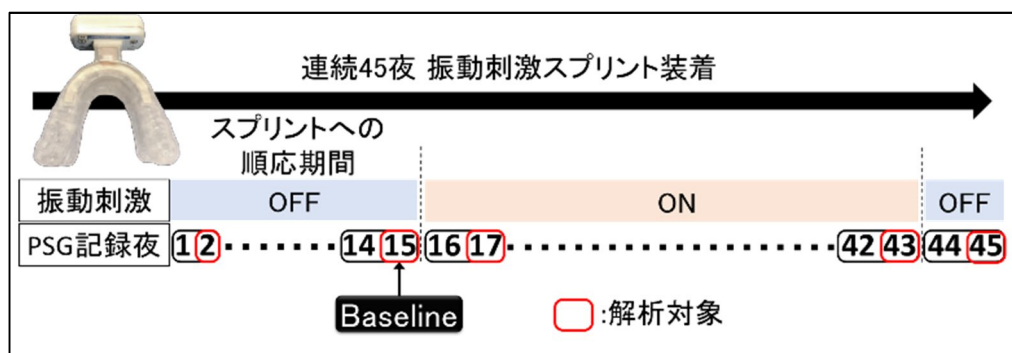 連続45夜 振動刺激スプリント装着
スプリントへの
順応期間
振動刺激 OFF ON OFF
PSG記録夜 1 2 14 15 16 17 42 43 44 45
Baseline :解析対象